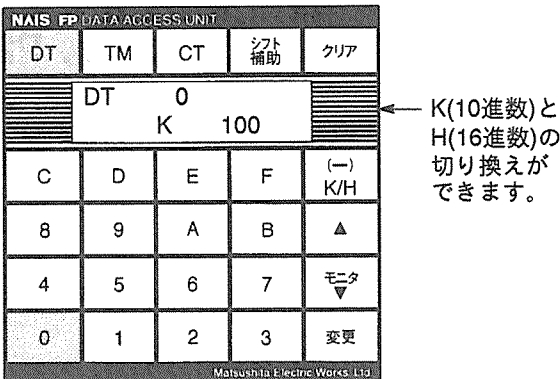 NAIS FP DATA ACCESS UNIT
DT TM CT シフト補助 クリア
DT 0
K 100
K(10進数)と
H(16進数)の
切り換えが
できます。
C D E F (—) K/H
8 9 A B ▲
4 5 6 7 モニタ ▼
0 1 2 3 変更
Matsushita Electric Works, Ltd.